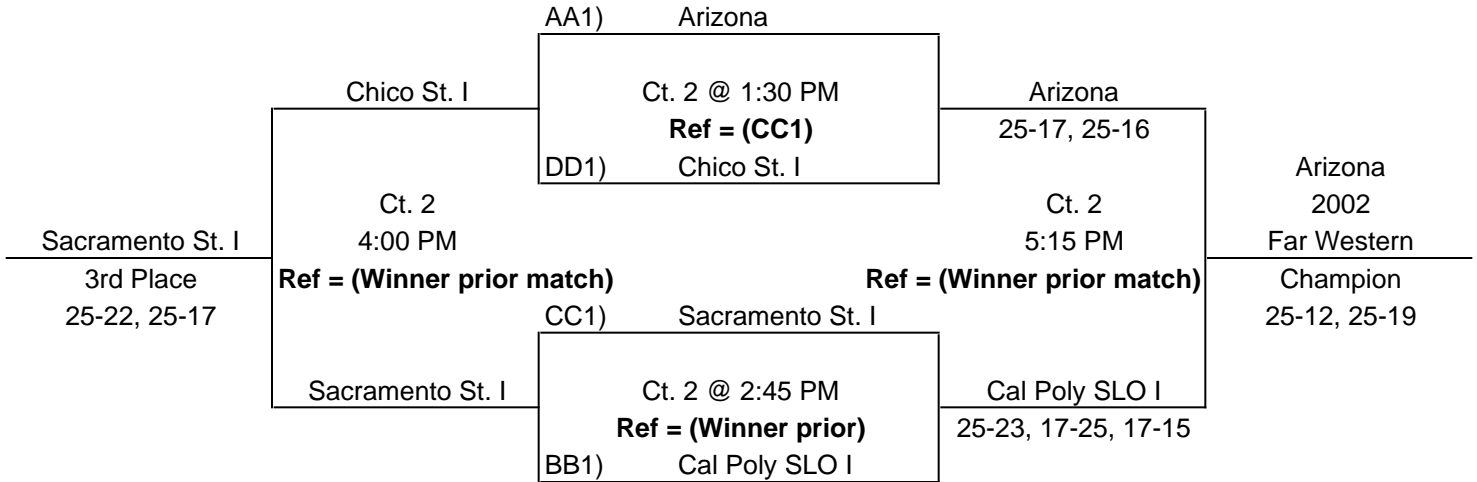 AA1) Arizona
Chico St. I Ct. 2 @ 1:30 PM Arizona
Ref = (CC1) 25-17, 25-16
DD1) Chico St. I Arizona
Ct. 2 Ct. 2 2002
Sacramento St. I 4:00 PM 5:15 PM Far Western
3rd Place Ref = (Winner prior match) Ref = (Winner prior match) Champion
25-22, 25-17 CC1) Sacramento St. I 25-12, 25-19
Sacramento St. I Ct. 2 @ 2:45 PM Cal Poly SLO I
Ref = (Winner prior) 25-23, 17-25, 17-15
BB1) Cal Poly SLO I